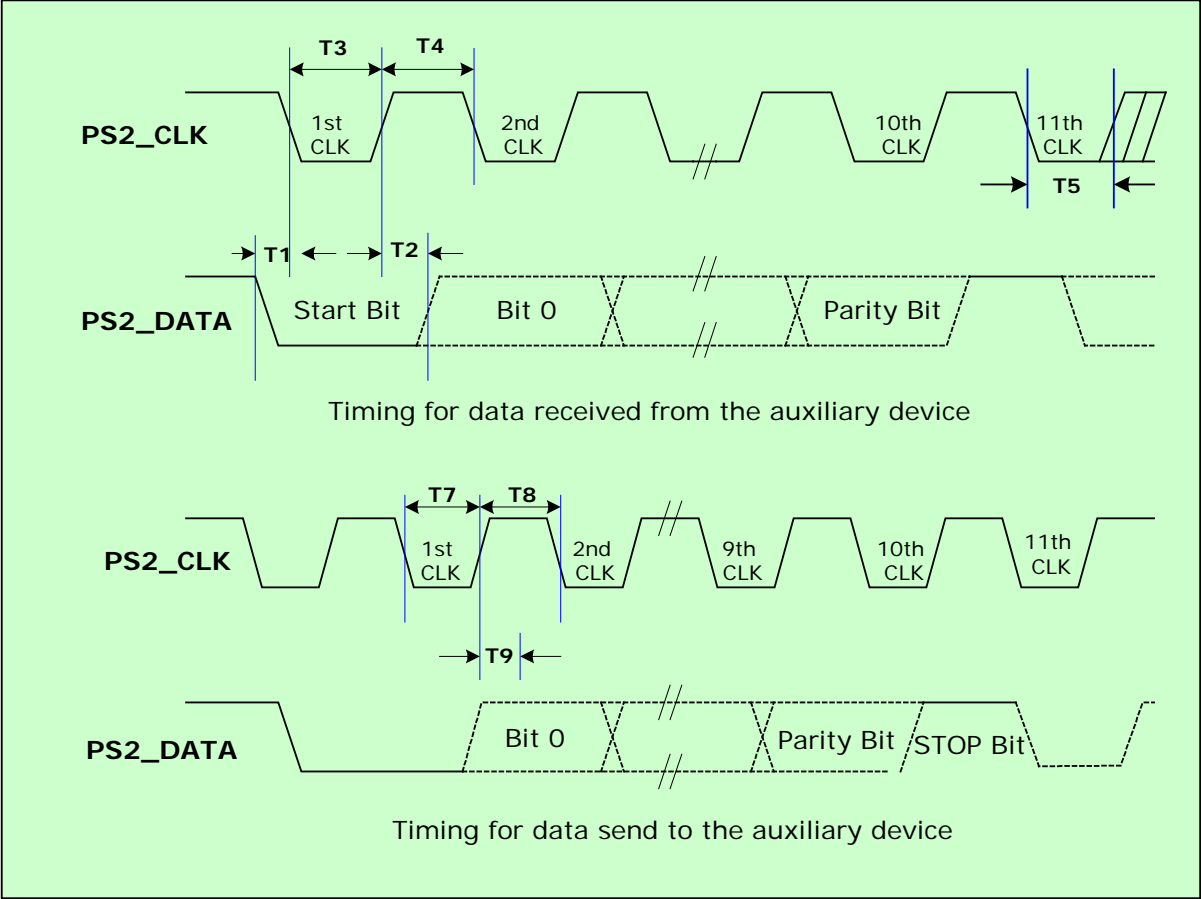 T3
T4
PS2_CLK
1st
CLK
2nd
CLK
10th
CLK
11th
CLK
T5
T1
T2
PS2_DATA
Start Bit
Bit 0
Parity Bit
Timing for data received from the auxiliary device
T7
T8
PS2_CLK
1st
CLK
2nd
CLK
9th
CLK
10th
CLK
11th
CLK
T9
PS2_DATA
Bit 0
Parity Bit
STOP Bit
Timing for data send to the auxiliary device